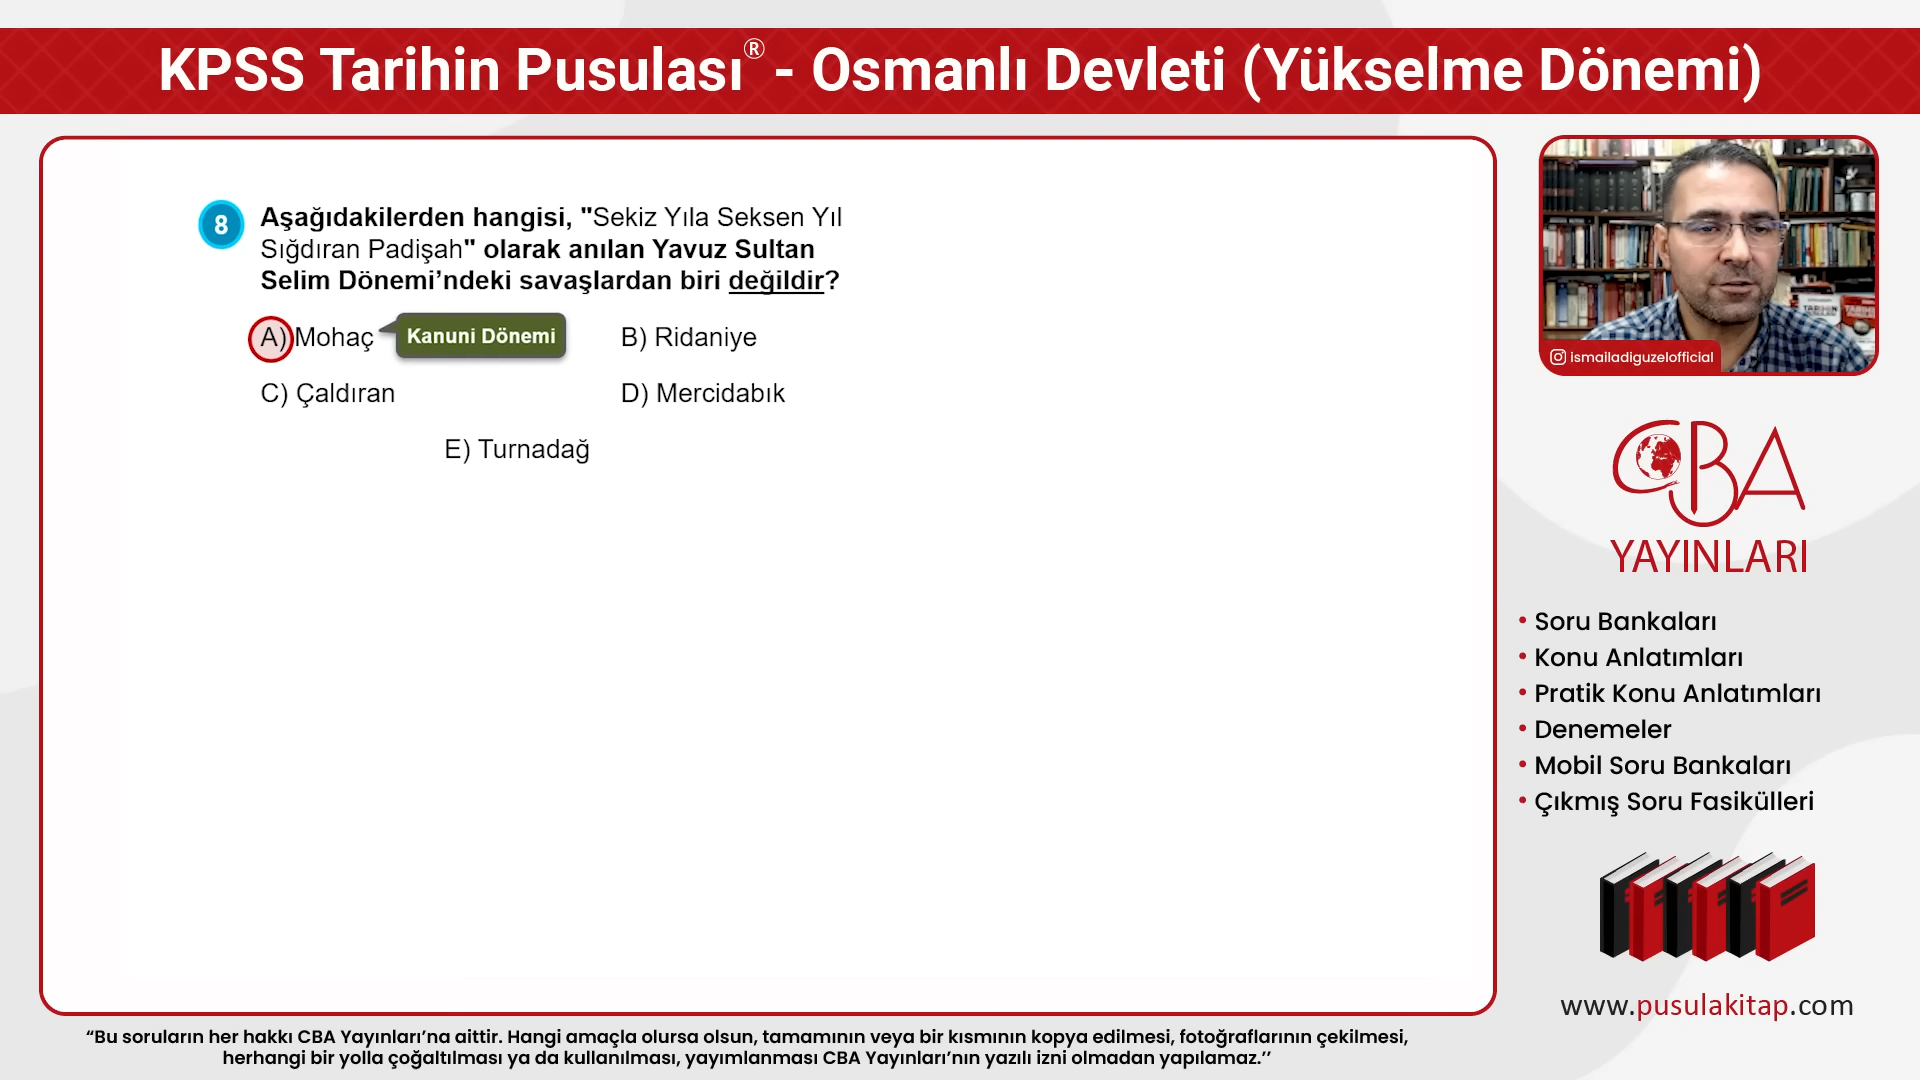 KPSS Tarihin Pusulası® - Osmanlı Devleti (Yükselme Dönemi)
8 Aşağıdakilerden hangisi, "Sekiz Yıla Seksen Yıl
Sığdıran Padişah" olarak anılan Yavuz Sultan
Selim Dönemi’ndeki savaşlardan biri değildir?
A) Mohaç Kanuni Dönemi B) Ridaniye
C) Çaldıran D) Mercidabık
E) Turnadağ
ismailadiguzelofficial
CBA
YAYINLARI
• Soru Bankaları
• Konu Anlatımları
• Pratik Konu Anlatımları
• Denemeler
• Mobil Soru Bankaları
• Çıkmış Soru Fasikülleri
www.pusulakitap.com
“Bu soruların her hakkı CBA Yayınları’na aittir. Hangi amaçla olursa olsun, tamamının veya bir kısmının kopya edilmesi, fotoğraflarının çekilmesi,
herhangi bir yolla çoğaltılması ya da kullanılması, yayımlanması CBA Yayınları’nın yazılı izni olmadan yapılamaz.’’